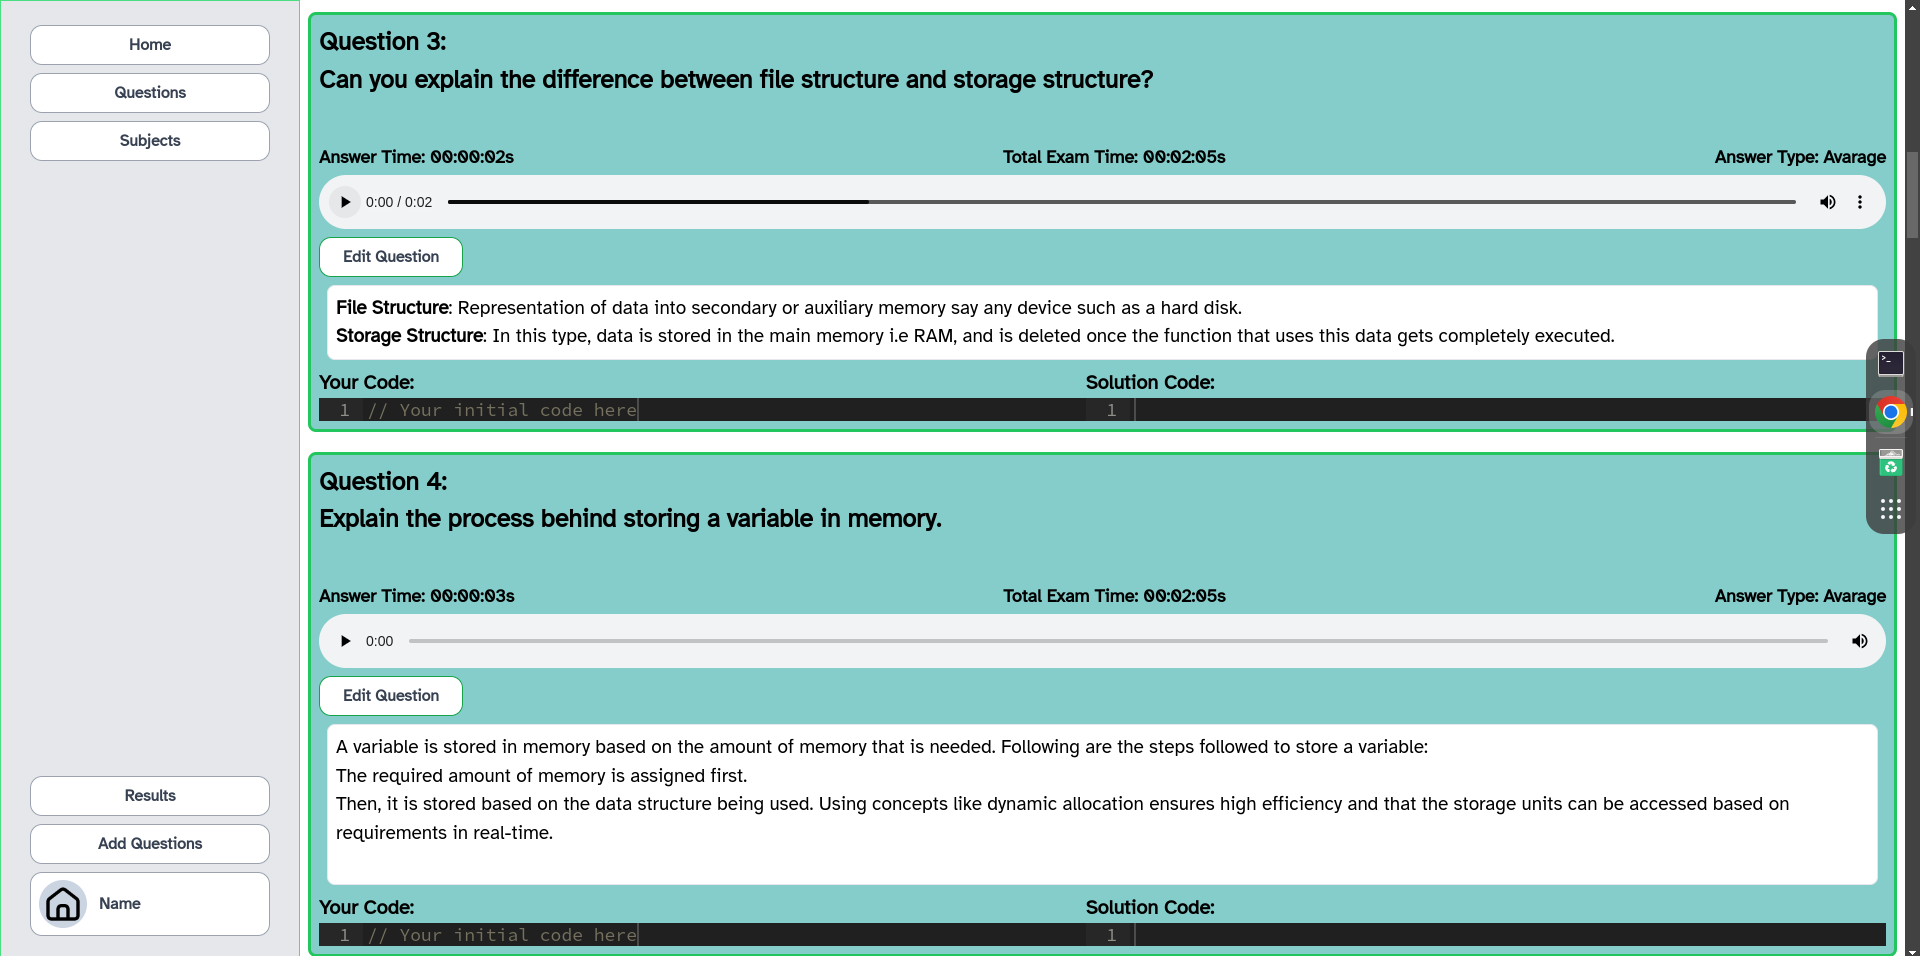 Home
Questions
Subjects
Results
Add Questions
Name
Question 3:
Can you explain the difference between file structure and storage structure?
Answer Time: 00:00:02s
Total Exam Time: 00:02:05s
Answer Type: Avarage
0:00 / 0:02
Edit Question
File Structure: Representation of data into secondary or auxiliary memory say any device such as a hard disk.
Storage Structure: In this type, data is stored in the main memory i.e RAM, and is deleted once the function that uses this data gets completely executed.
Your Code:
1 // Your initial code here
Solution Code:
1
Question 4:
Explain the process behind storing a variable in memory.
Answer Time: 00:00:03s
Total Exam Time: 00:02:05s
Answer Type: Avarage
0:00
Edit Question
A variable is stored in memory based on the amount of memory that is needed. Following are the steps followed to store a variable:
The required amount of memory is assigned first.
Then, it is stored based on the data structure being used. Using concepts like dynamic allocation ensures high efficiency and that the storage units can be accessed based on
requirements in real-time.
Your Code:
1 // Your initial code here
Solution Code:
1